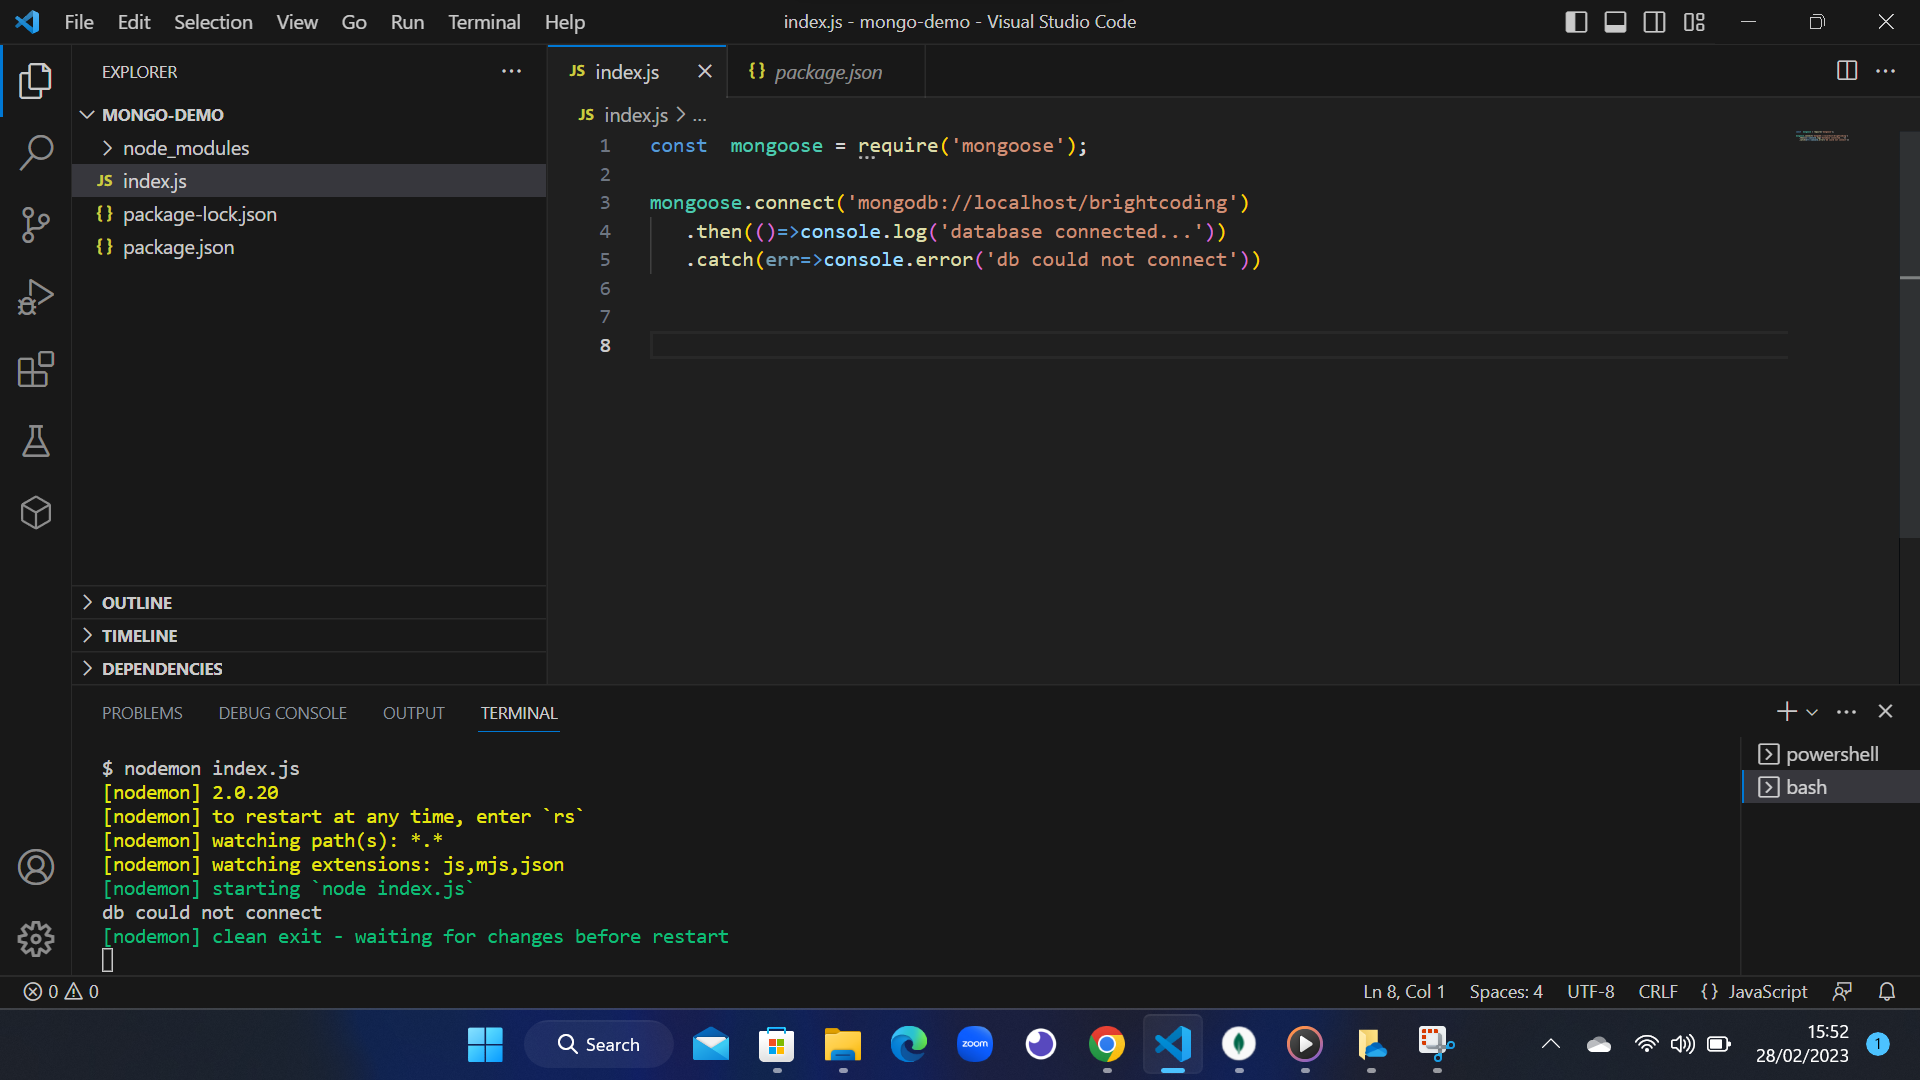 File Edit Selection View Go Run Terminal Help
index.js - mongo-demo - Visual Studio Code
EXPLORER
MONGO-DEMO
node_modules
JS index.js
{} package-lock.json
{} package.json
OUTLINE
TIMELINE
DEPENDENCIES
JS index.js
{} package.json
JS index.js > ...
1 const  mongoose = require('mongoose');
2
3 mongoose.connect('mongodb://localhost/brightcoding')
4 .then(()=>console.log('database connected...'))
5 .catch(err=>console.error('db could not connect'))
6
7
8
PROBLEMS DEBUG CONSOLE OUTPUT TERMINAL
$ nodemon index.js
[nodemon] 2.0.20
[nodemon] to restart at any time, enter `rs`
[nodemon] watching path(s): *.*
[nodemon] watching extensions: js,mjs,json
[nodemon] starting `node index.js`
db could not connect
[nodemon] clean exit - waiting for changes before restart
powershell
bash
0 0
Ln 8, Col 1 Spaces: 4 UTF-8 CRLF {} JavaScript
Search
zoom
15:52
28/02/2023
1